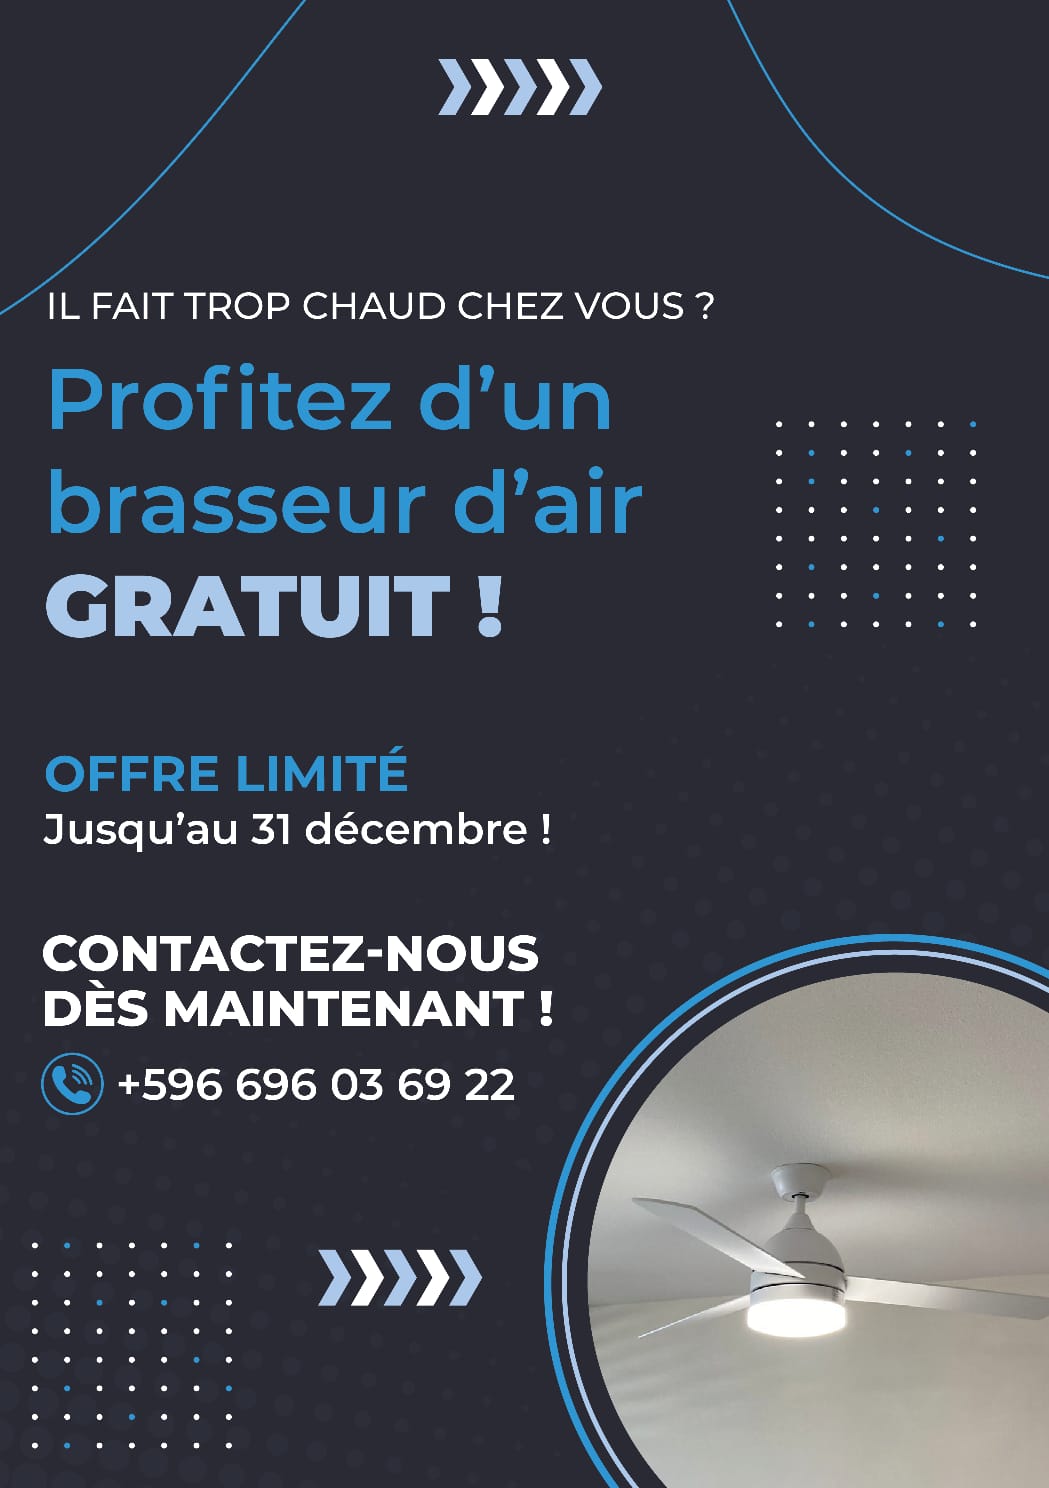 IL FAIT TROP CHAUD CHEZ VOUS ?
Profitez d’un
brasseur d’air
GRATUIT !
OFFRE LIMITÉ
Jusqu’au 31 décembre !
CONTACTEZ-NOUS
DÈS MAINTENANT !
+596 696 03 69 22